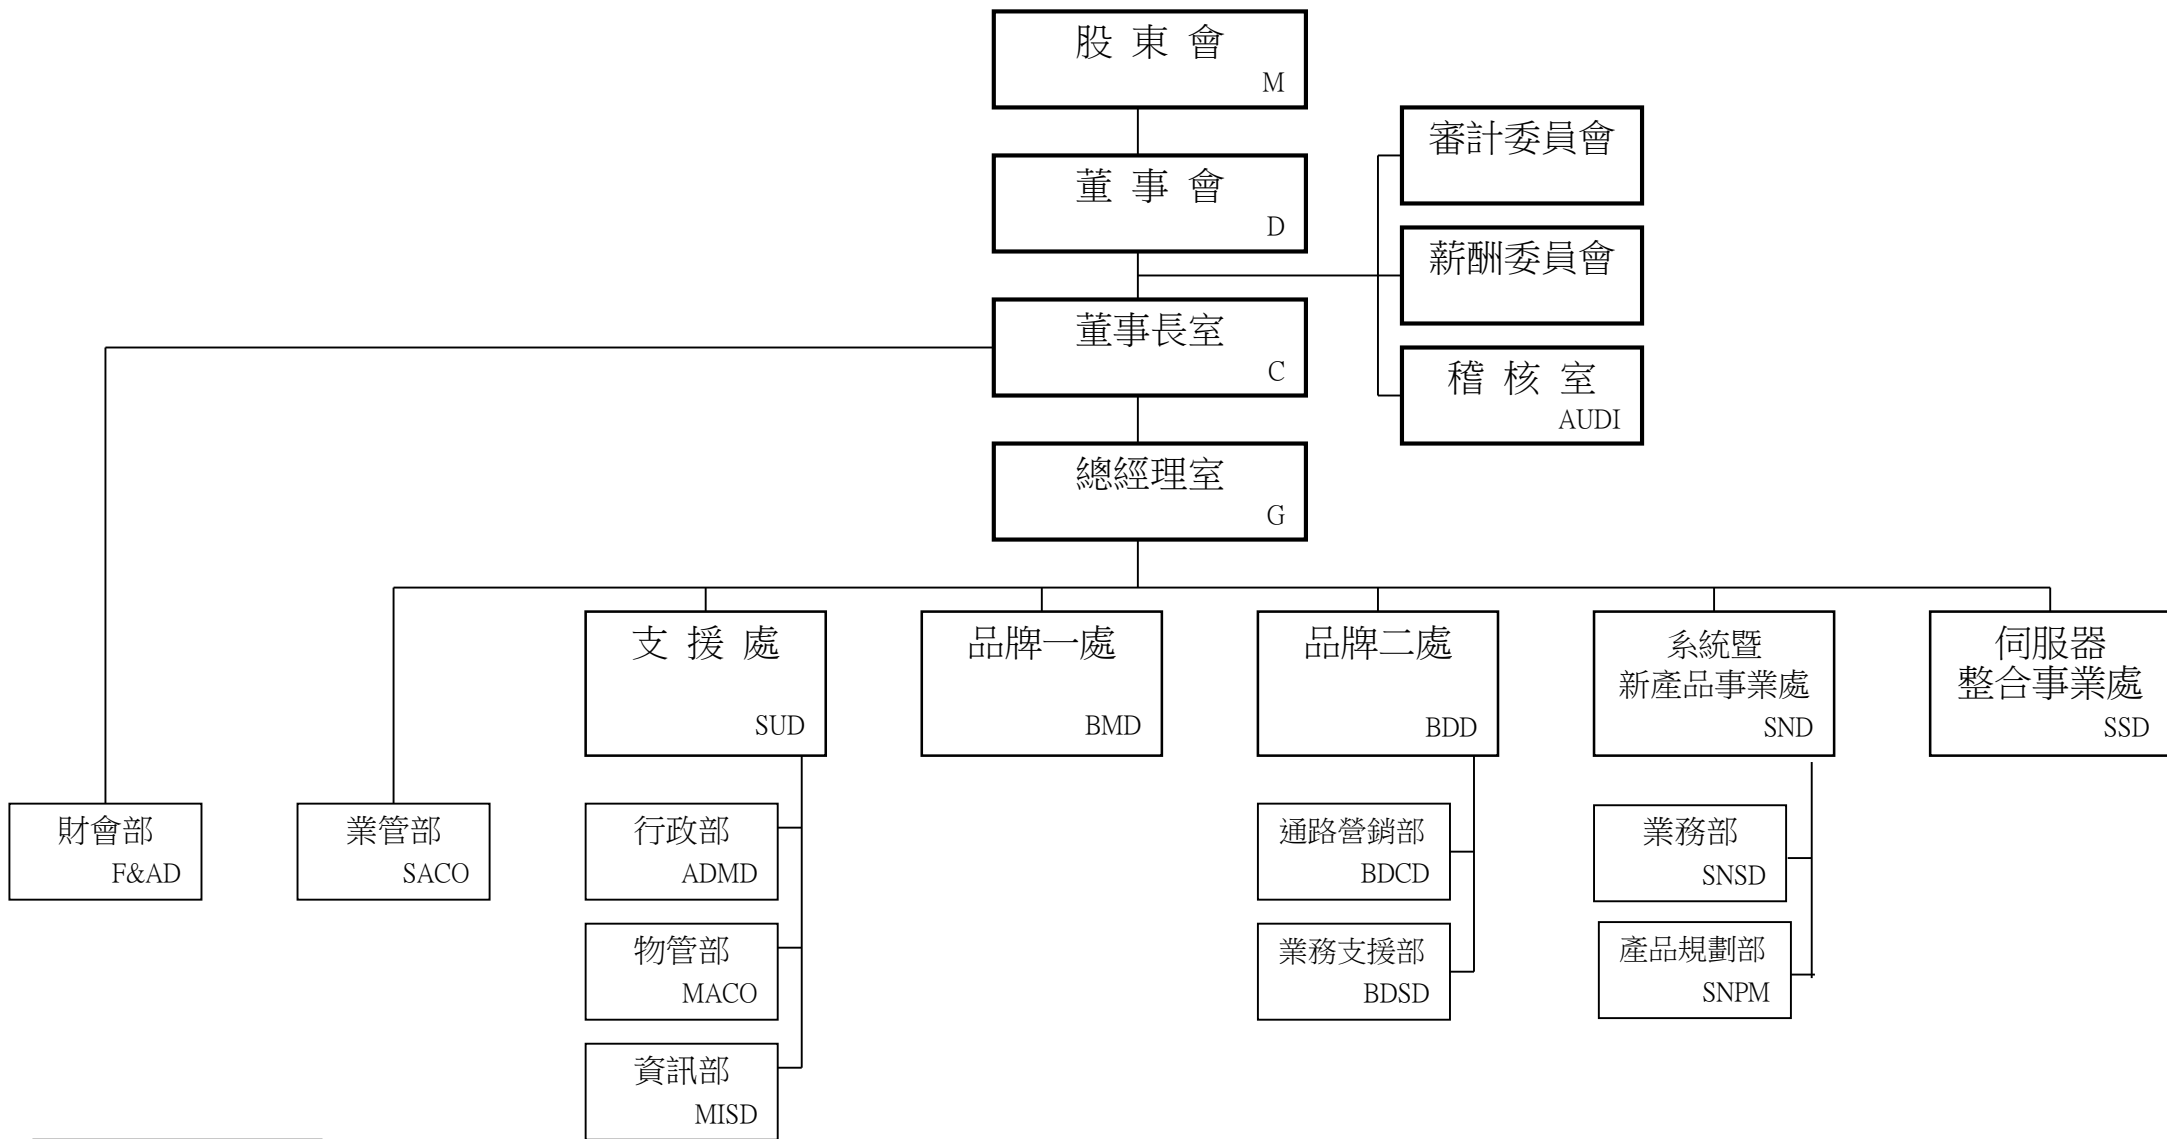 股 東 會
M
審計委員會
董 事 會
D
薪酬委員會
董事長室
C
稽 核 室
AUDI
總經理室
G
支 援 處
SUD
品牌一處
BMD
品牌二處
BDD
系統暨
新產品事業處
SND
伺服器
整合事業處
SSD
財會部
F&AD
業管部
SACO
行政部
ADMD
通路營銷部
BDCD
業務部
SNSD
物管部
MACO
業務支援部
BDSD
產品規劃部
SNPM
資訊部
MISD